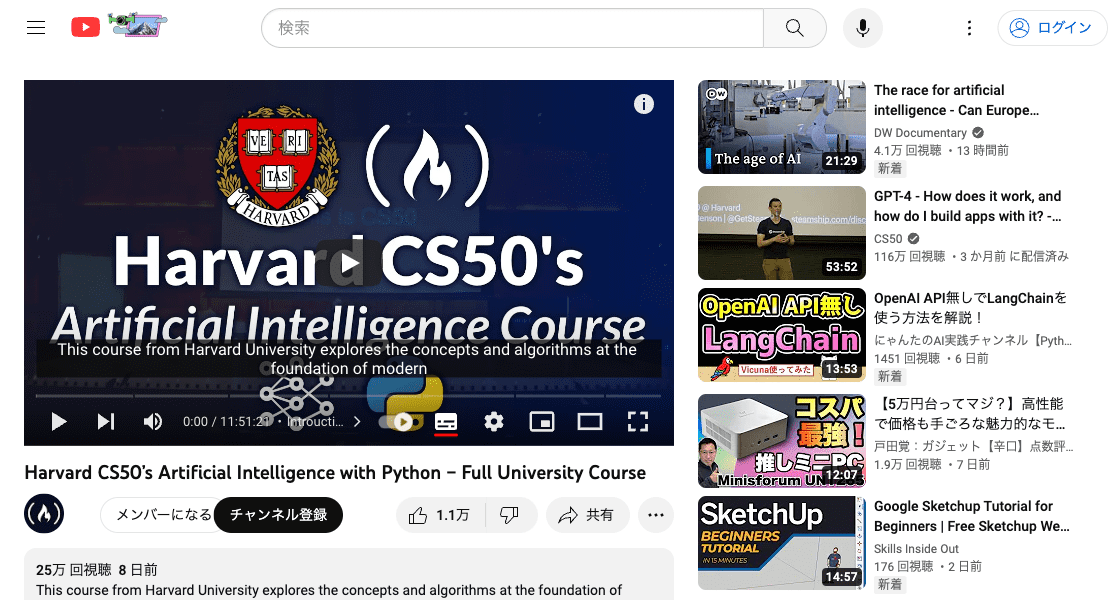 検索
ログイン
VE RI
TAS
HARVARD
Harvard CS50's
Artificial Intelligence Course
This course from Harvard University explores the concepts and algorithms at the
foundation of modern
0:00 / 11:51:21 • Introucti...
Harvard CS50's Artificial Intelligence with Python – Full University Course
メンバーになる
チャンネル登録
1.1万
共有
25万 回視聴 8 日前
This course from Harvard University explores the concepts and algorithms at the foundation of
DW
The age of AI
21:29
The race for artificial
intelligence - Can Europe…
DW Documentary
4.1万 回視聴 ・13 時間前
新着
@ Harvard
53:52
GPT-4 - How does it work, and
how do I build apps with it? -…
CS50
116万 回視聴 ・3 か月前 に配信済み
OpenAI API無し
LangChain
Vicuna使ってみた
13:53
OpenAI API無しでLangChainを
使う方法を解説！
にゃんたのAI実践チャンネル【Pyth…
1451 回視聴 ・6 日前
新着
コスパ
最強！
推しミニPC
Minisforum
12:07
【5万円台ってマジ？】高性能
で価格も手ごろな魅力的なモ…
戸田覚：ガジェット【辛口】点数評…
1.9万 回視聴 ・7 日前
SketchUp
BEGINNERS
TUTORIAL
IN 15 MINUTES
14:57
Google Sketchup Tutorial for
Beginners | Free Sketchup We…
Skills Inside Out
176 回視聴 ・2 日前
新着